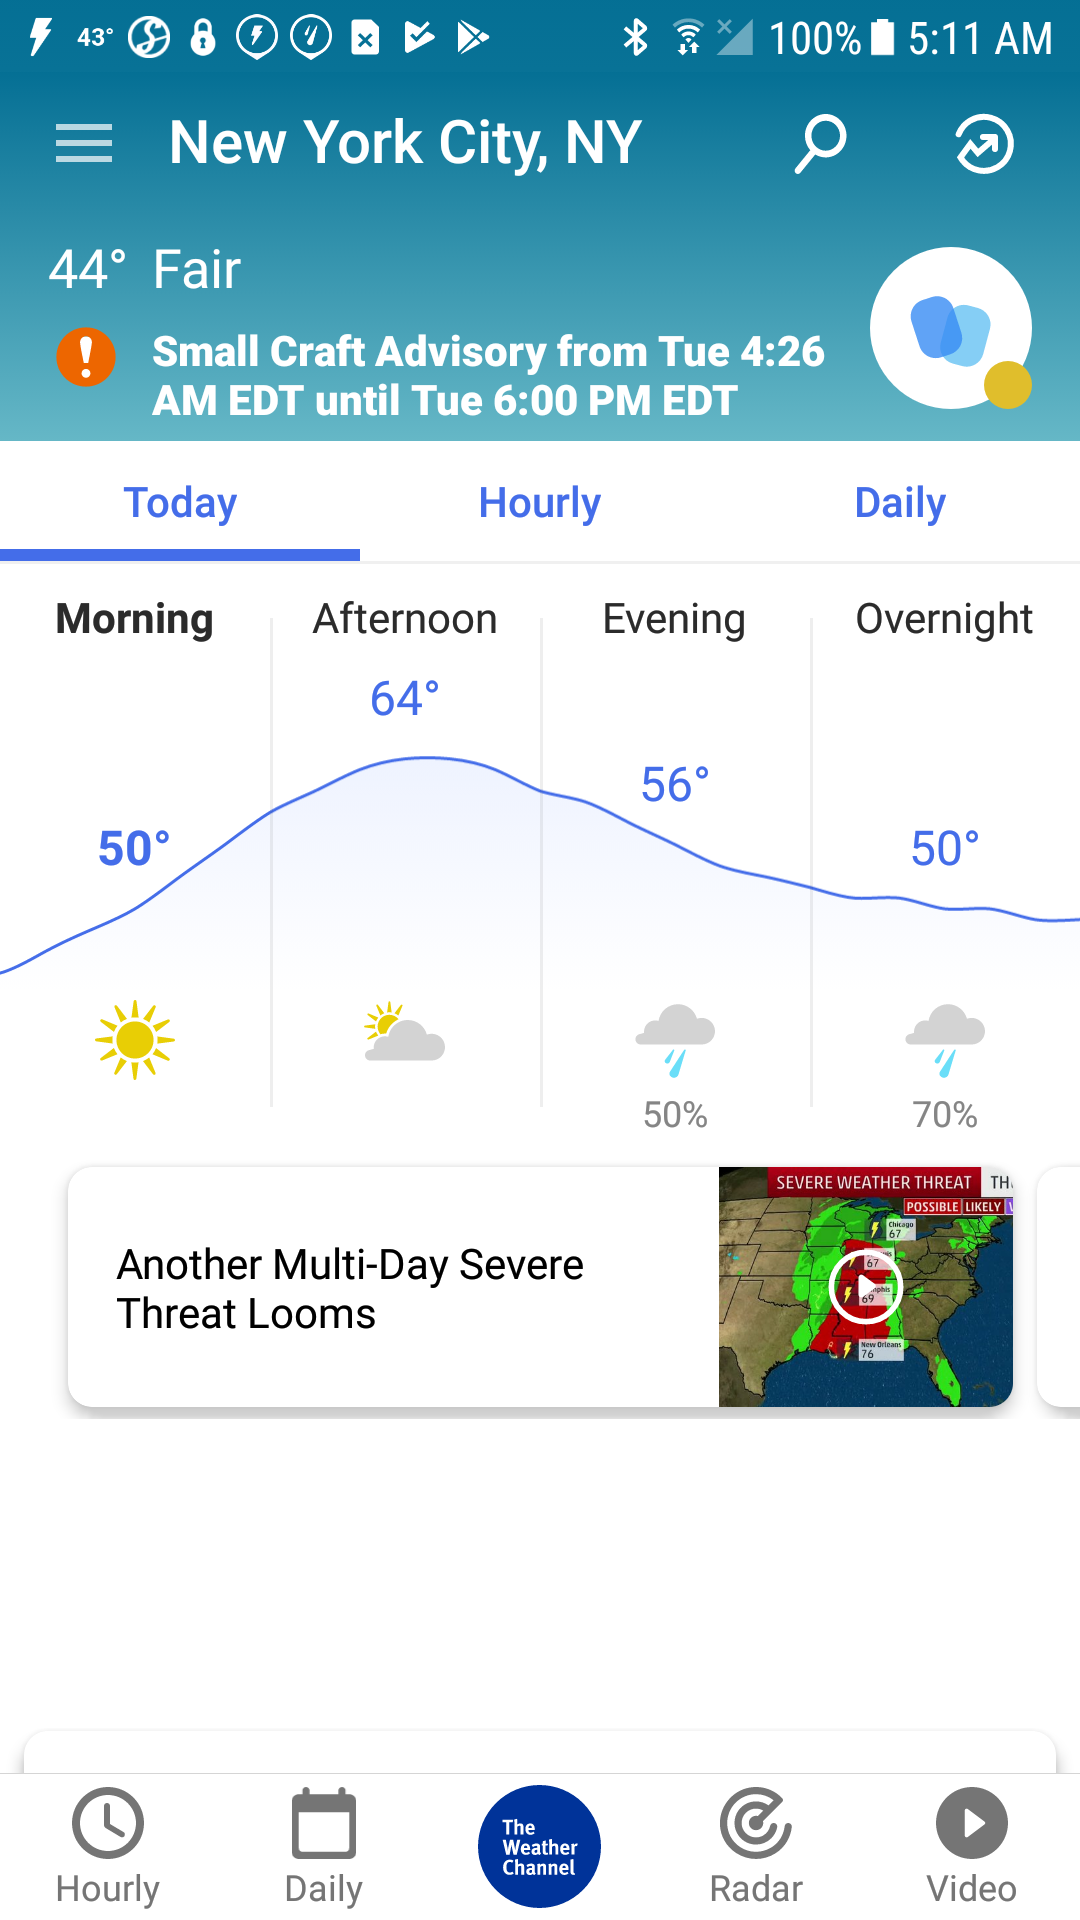 43°
100%
5:11 AM
New York City, NY
44° Fair
Small Craft Advisory from Tue 4:26
AM EDT until Tue 6:00 PM EDT
Today
Hourly
Daily
Morning
Afternoon
Evening
Overnight
64°
56°
50°
50°
50%
70%
Another Multi-Day Severe
Threat Looms
SEVERE WEATHER THREAT
POSSIBLE LIKELY
Chicago
67
67
69
New Orleans
76
Hourly
Daily
The
Weather
Channel
Radar
Video